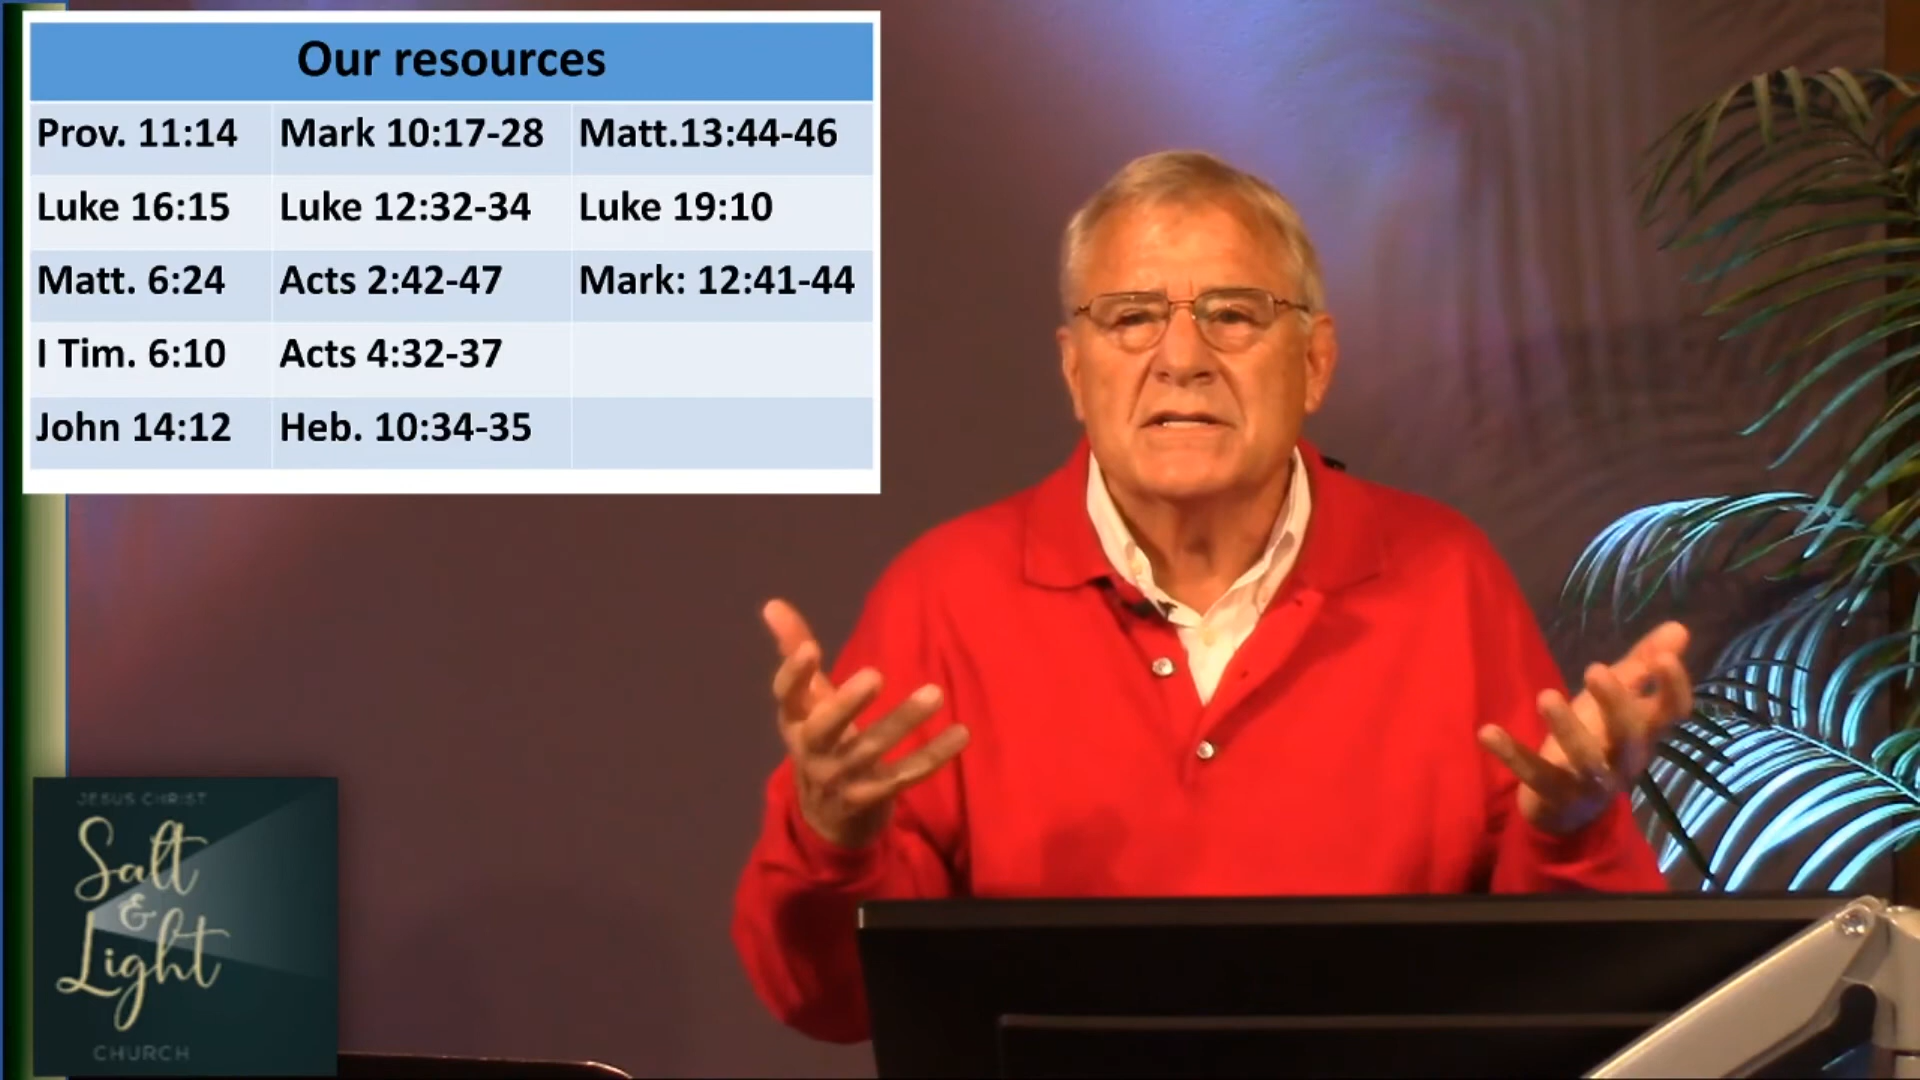 Our resources
Prov. 11:14 Mark 10:17-28 Matt.13:44-46
Luke 16:15 Luke 12:32-34 Luke 19:10
Matt. 6:24 Acts 2:42-47 Mark: 12:41-44
I Tim. 6:10 Acts 4:32-37
John 14:12 Heb. 10:34-35
JESUS CHRIST
Salt
&
Light
CHURCH